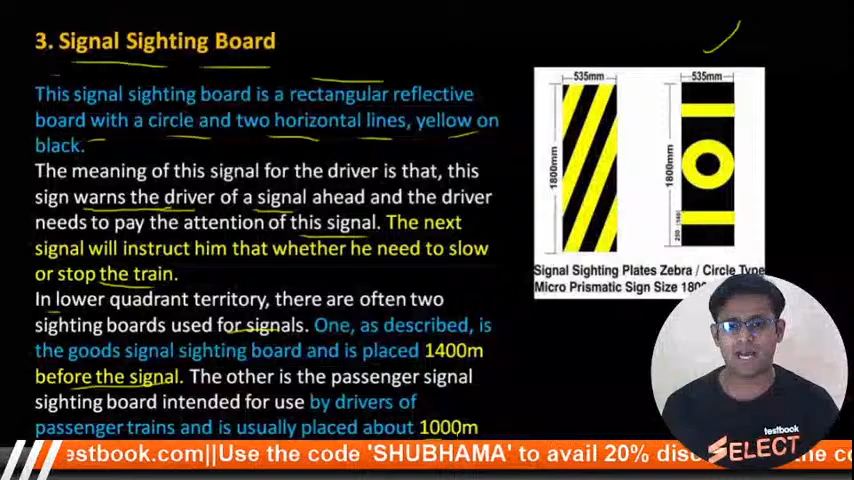 3. Signal Sighting Board
This signal sighting board is a rectangular reflective
board with a circle and two horizontal lines, yellow on
black.
The meaning of this signal for the driver is that, this
sign warns the driver of a signal ahead and the driver
needs to pay the attention of this signal. The next
signal will instruct him that whether he need to slow
or stop the train.
In lower quadrant territory, there are often two
sighting boards used for signals. One, as described, is
the goods signal sighting board and is placed 1400m
before the signal. The other is the passenger signal
sighting board intended for use by drivers of
passenger trains and is usually placed about 1000m
535mm
535mm
1800mm
1800mm
Signal Sighting Plates Zebra / Circle Type
Micro Prismatic Sign Size
testbook
SELECT
estbook.com||Use the code 'SHUBHAMA' to avail 20%